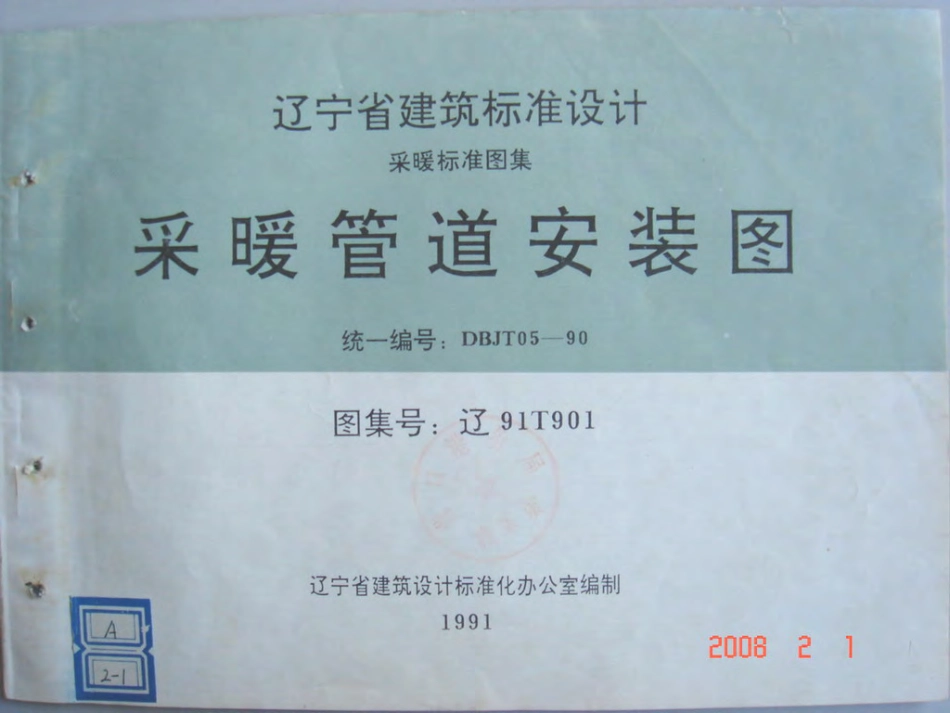 辽宁省建筑标准设计
采暖标准图集
采暖管道安装图
统一编号：DBJT05—90
图集号：辽 91T901
辽宁省建筑设计标准化办公室编制
1991
A
2-1
2008 2 1